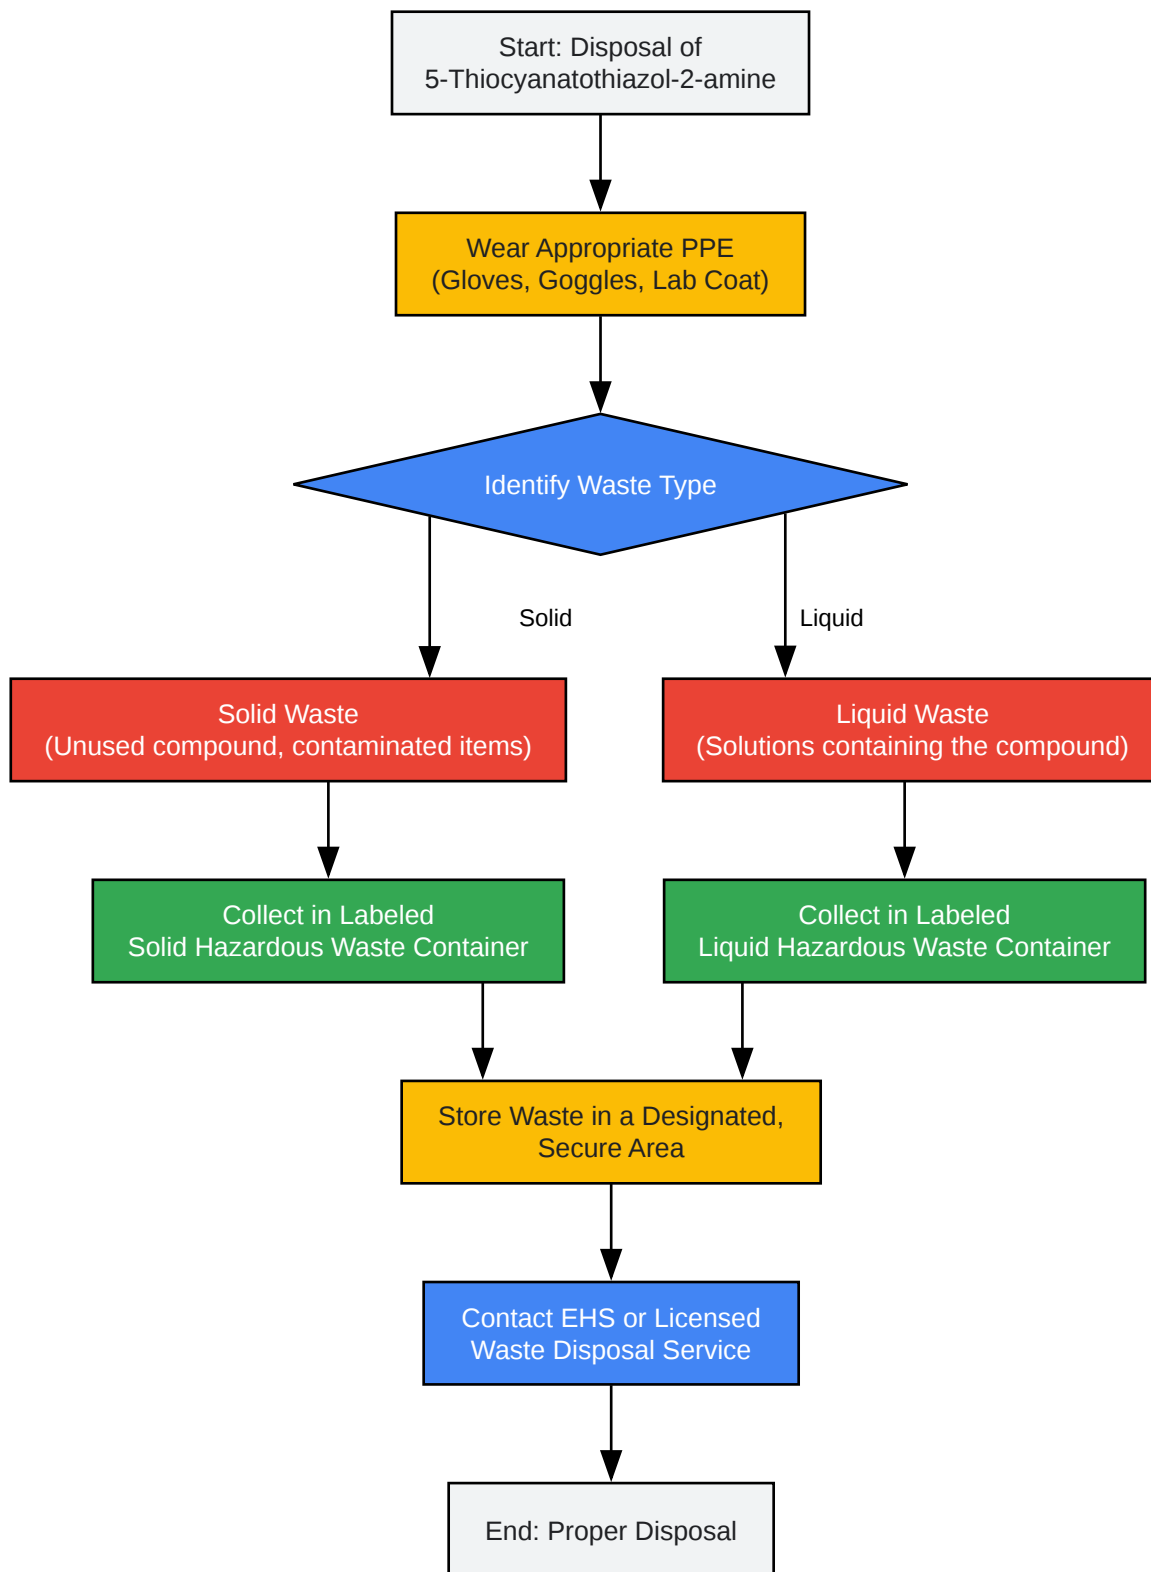 Start: Disposal of
5-Thiocyanatothiazol-2-amine
Wear Appropriate PPE
(Gloves, Goggles, Lab Coat)
Identify Waste Type
Solid
Liquid
Solid Waste
(Unused compound, contaminated items)
Liquid Waste
(Solutions containing the compound)
Collect in Labeled
Solid Hazardous Waste Container
Collect in Labeled
Liquid Hazardous Waste Container
Store Waste in a Designated,
Secure Area
Contact EHS or Licensed
Waste Disposal Service
End: Proper Disposal